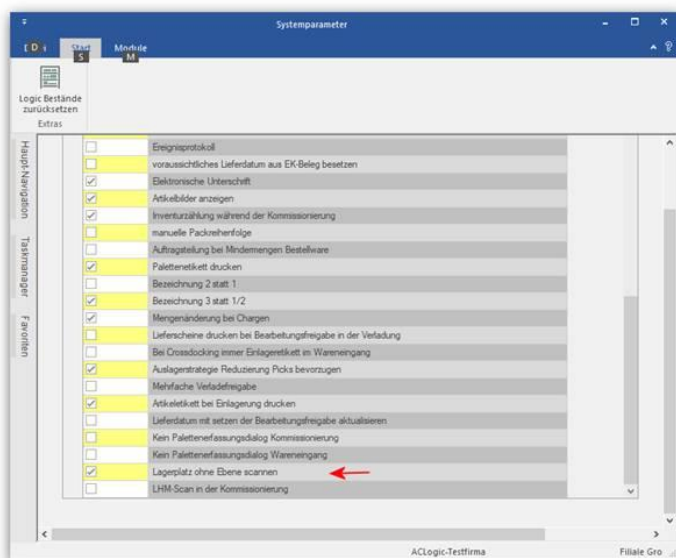 Systemparameter
D
Start
Module
S
M
Logic Bestände
zurücksetzen
Extras
Haupt-Navigation
Taskmanager
Favoriten
Ereignisprotokoll
voraussichtliches Lieferdatum aus EK-Beleg besetzen
Elektronische Unterschrift
Artikelbilder anzeigen
Inventurzählung während der Kommissionierung
manuelle Packreihenfolge
Auftragsteilung bei Mindermengen Bestellware
Palettenetikett drucken
Bezeichnung 2 statt 1
Bezeichnung 3 statt 1/2
Mengenänderung bei Chargen
Lieferscheine drucken bei Bearbeitungsfreigabe in der Verladung
Bei Crossdocking immer Einlageretikett im Wareneingang
Auslagerstrategie Reduzierung Picks bevorzugen
Mehrfache Verladefreigabe
Artikeletikett bei Einlagerung drucken
Lieferdatum mit setzen der Bearbeitungsfreigabe aktualisieren
Kein Palettenerfassungsdialog Kommissionierung
Kein Palettenerfassungsdialog Wareneingang
Lagerplatz ohne Ebene scannen
LHM-Scan in der Kommissionierung
ACLogic-Testfirma
Filiale Gro